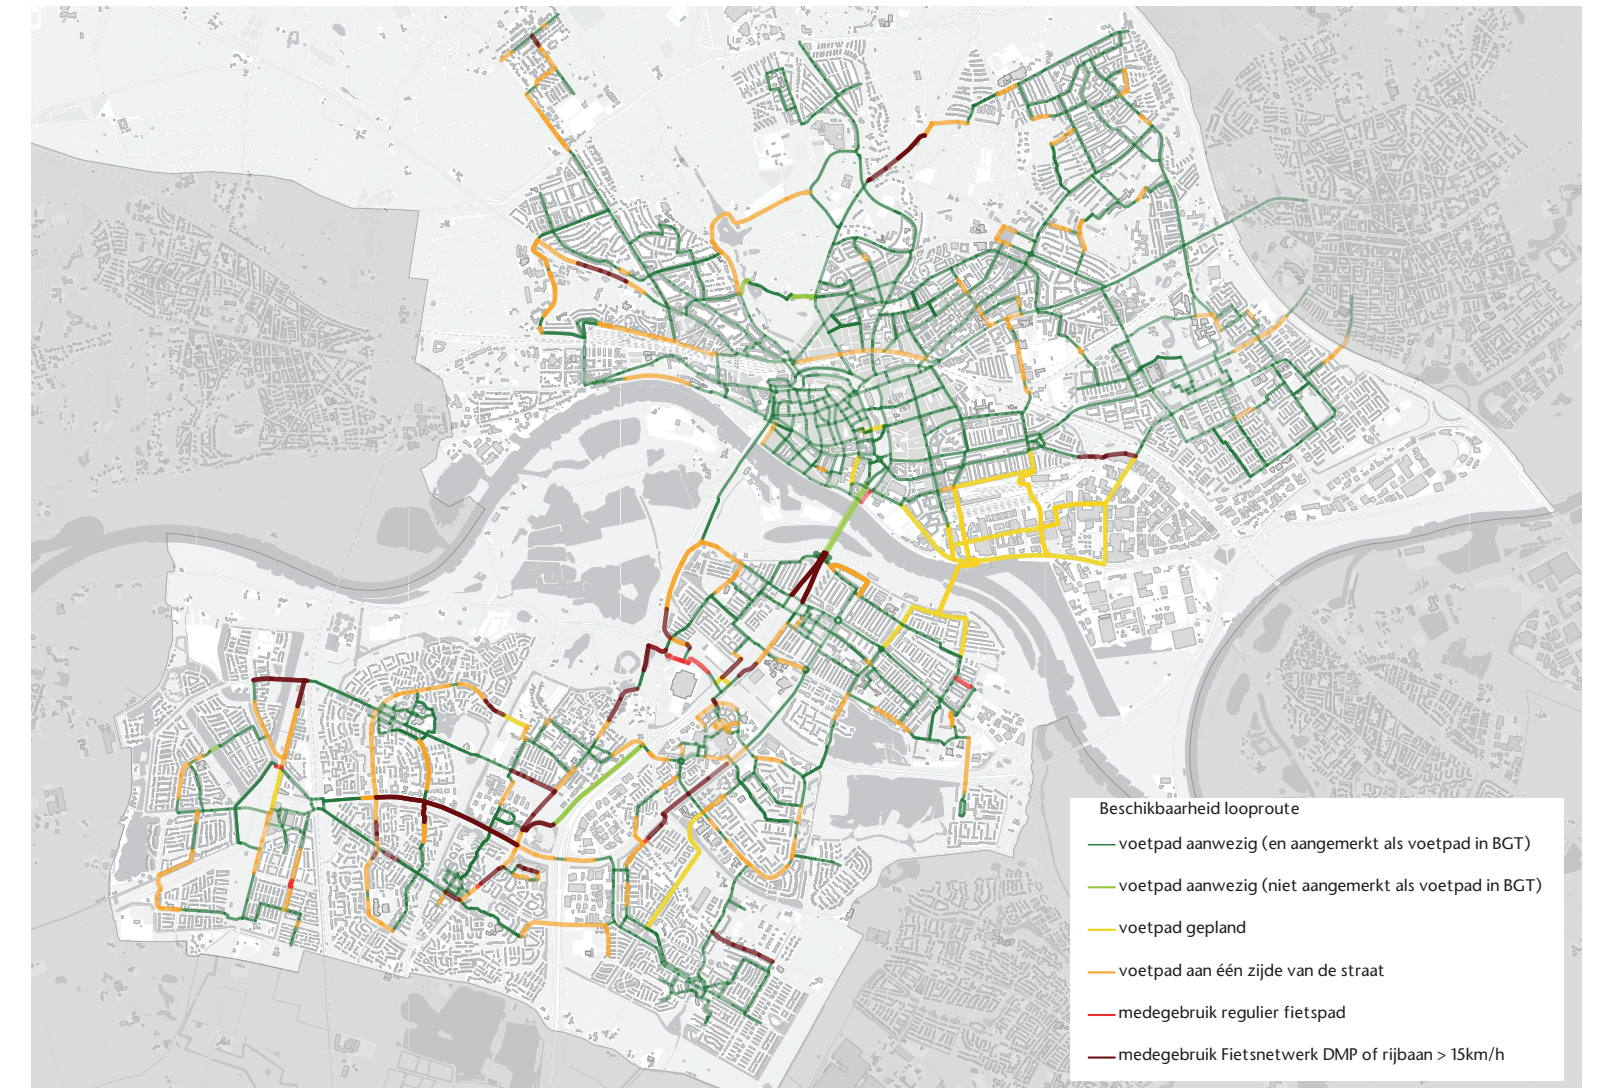 Beschikbaarheid looproute
voetpad aanwezig (en aangemerkt als voetpad in BGT)
voetpad aanwezig (niet aangemerkt als voetpad in BGT)
voetpad gepland
voetpad aan één zijde van de straat
medegebruik regulier fietspad
medegebruik Fietsnetwerk DMP of rijbaan > 15km/h